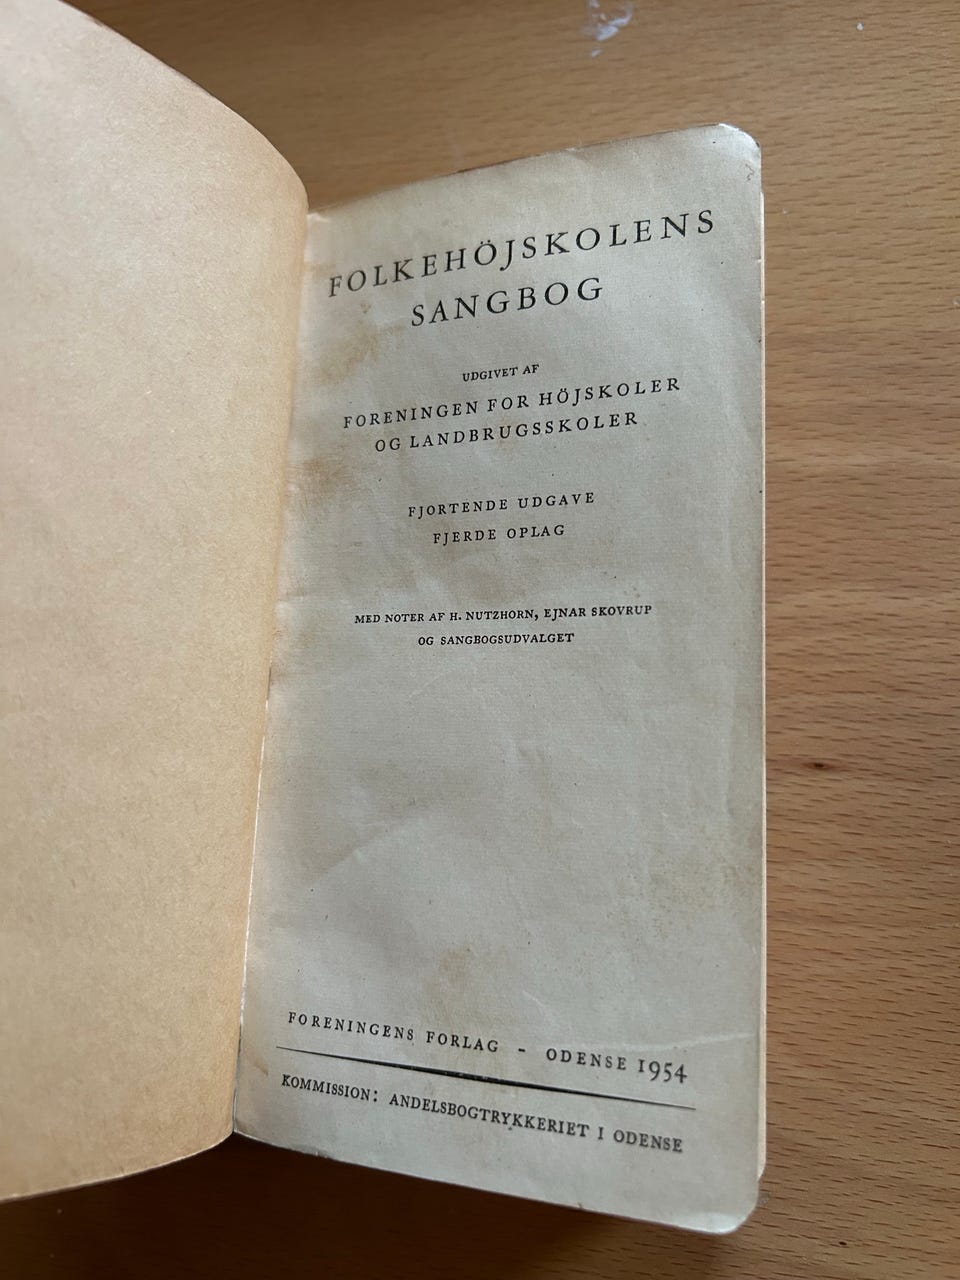 FOLKEHÖJSKOLENS
SANGBOG
UDGIVET AF
FORENINGEN FOR HÖJSKOLER
OG LANDBRUGSSKOLER
FJORTENDE UDGAVE
FJERDE OPLAG
MED NOTER AF H. NUTZHORN, EJNAR SKOVRUP
OG SANGBOGSUDVALGET
FORENINGENS FORLAG - ODENSE 1954
KOMMISSION: ANDELSBOGTRYKKERIET I ODENSE